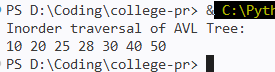 PS D:\Coding\college-pr> & C:\Pyth
Inorder traversal of AVL Tree:
10 20 25 28 30 40 50
PS D:\Coding\college-pr>